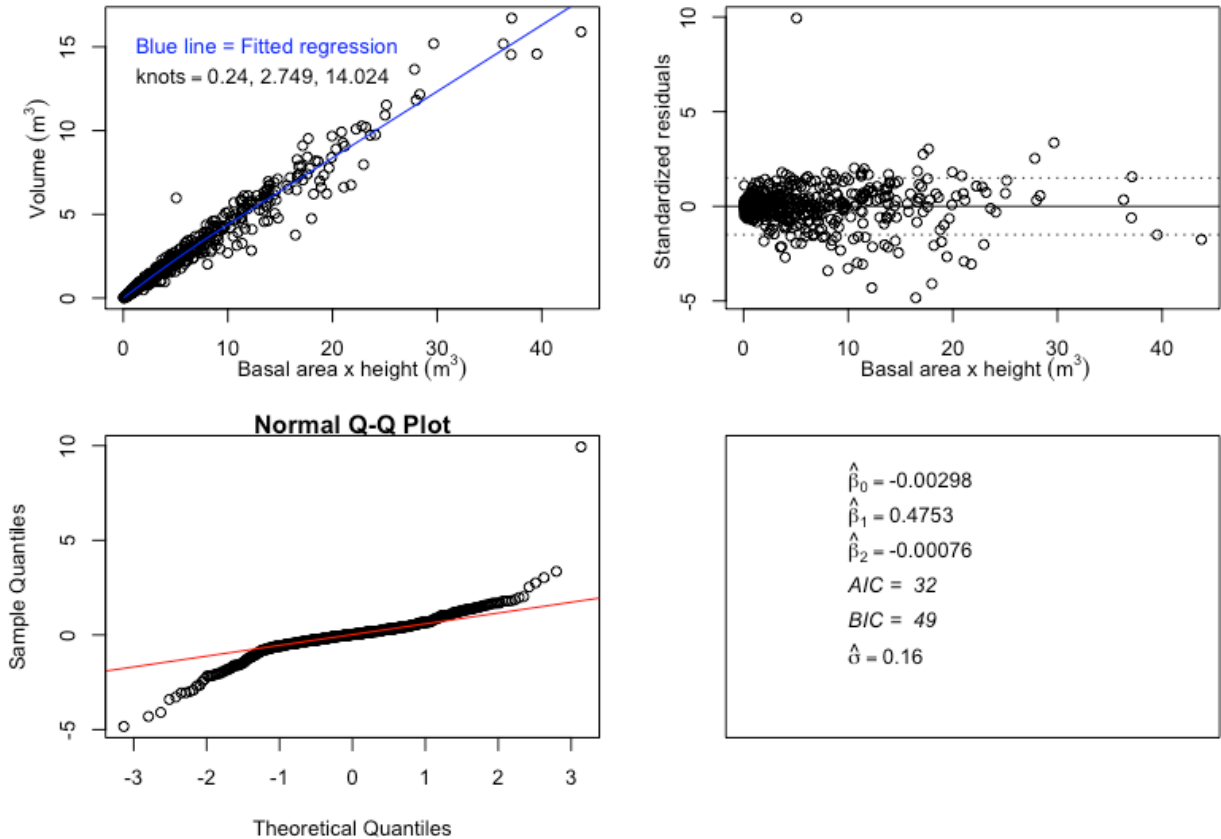 Blue line = Fitted regression
knots = 0.24, 2.749, 14.024
Volume (m³)
0 5 10 15
0 10 20 30 40
Basal area x height (m³)
Standardized residuals
-5 0 5 10
0 10 20 30 40
Basal area x height (m³)
Normal Q-Q Plot
Sample Quantiles
-5 0 5 10
-3 -2 -1 0 1 2 3
Theoretical Quantiles
β̂₀ = -0.00298
β̂₁ = 0.4753
β̂₂ = -0.00076
AIC = 32
BIC = 49
σ̂ = 0.16